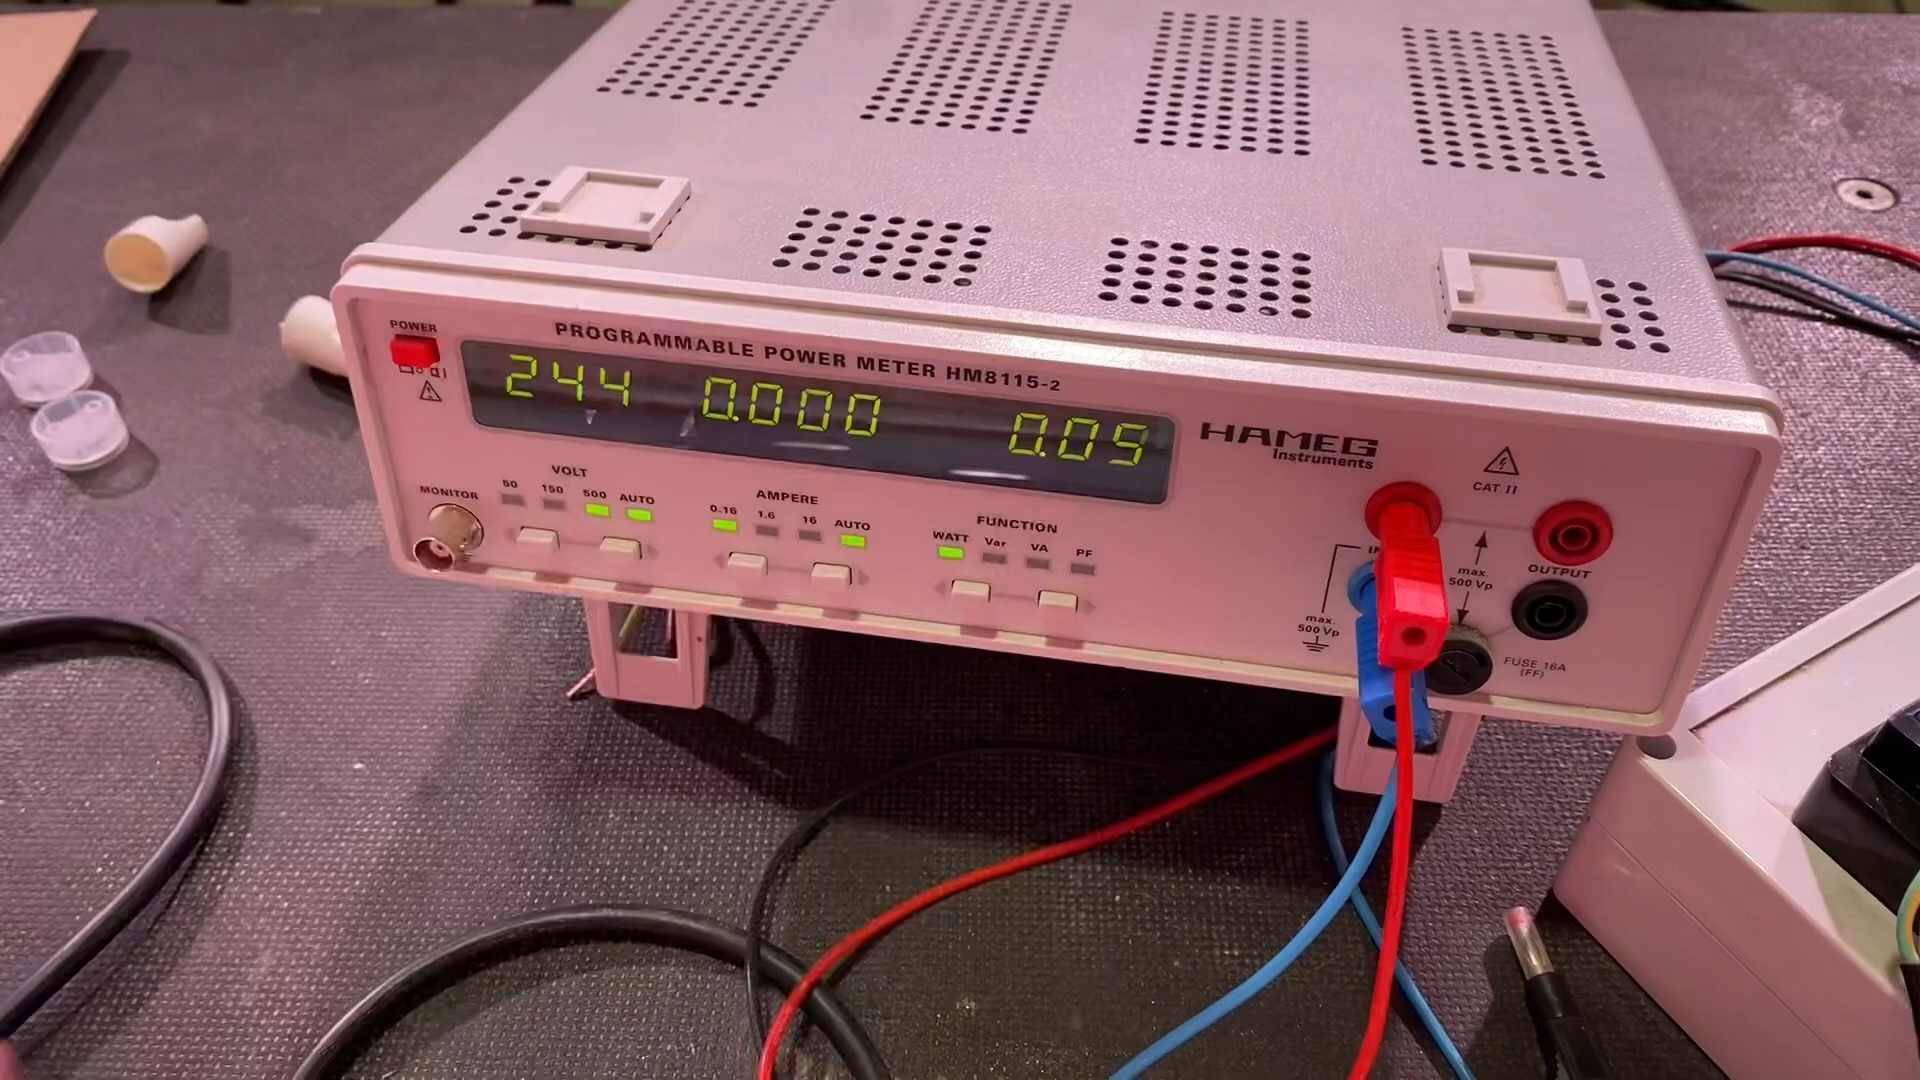 POWER
PROGRAMMABLE POWER METER HM8115-2
244 0.000 0.05
HAMEG
Instruments
CAT II
MONITOR
VOLT
50 150 500 AUTO
AMPERE
0.16 1.6 16 AUTO
FUNCTION
WATT Var VA PF
max.
500 Vp
OUTPUT
max.
500 Vp
FUSE 16A
(FF)